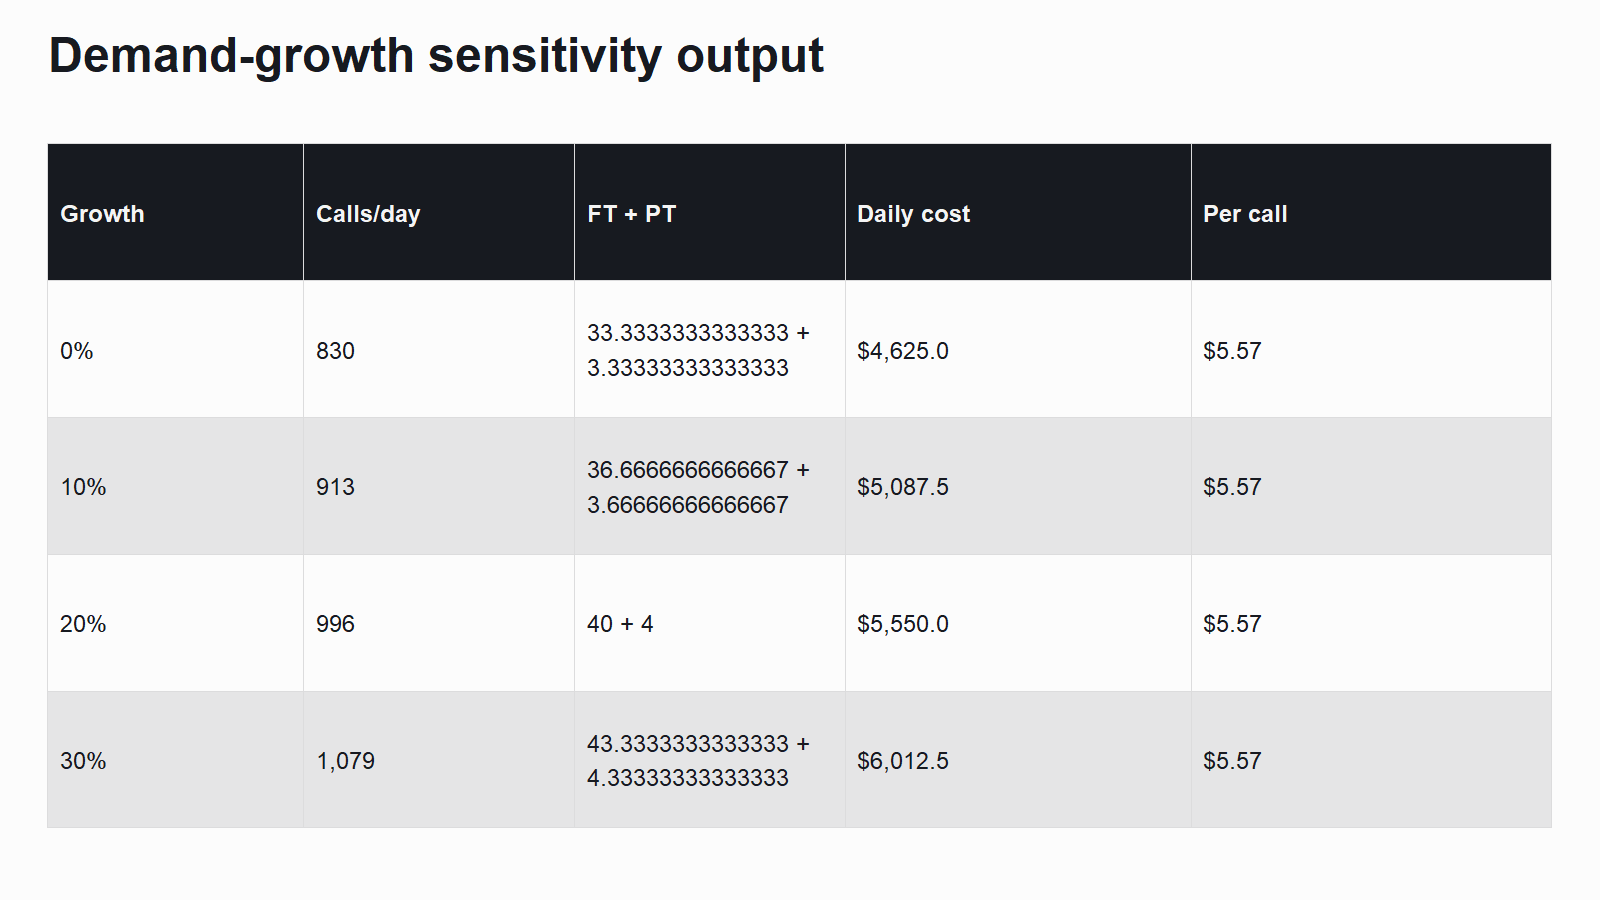 Demand-growth sensitivity output
Growth Calls/day FT + PT Daily cost Per call
0% 830 33.3333333333333 + 3.33333333333333 $4,625.0 $5.57
10% 913 36.6666666666667 + 3.66666666666667 $5,087.5 $5.57
20% 996 40 + 4 $5,550.0 $5.57
30% 1,079 43.3333333333333 + 4.33333333333333 $6,012.5 $5.57